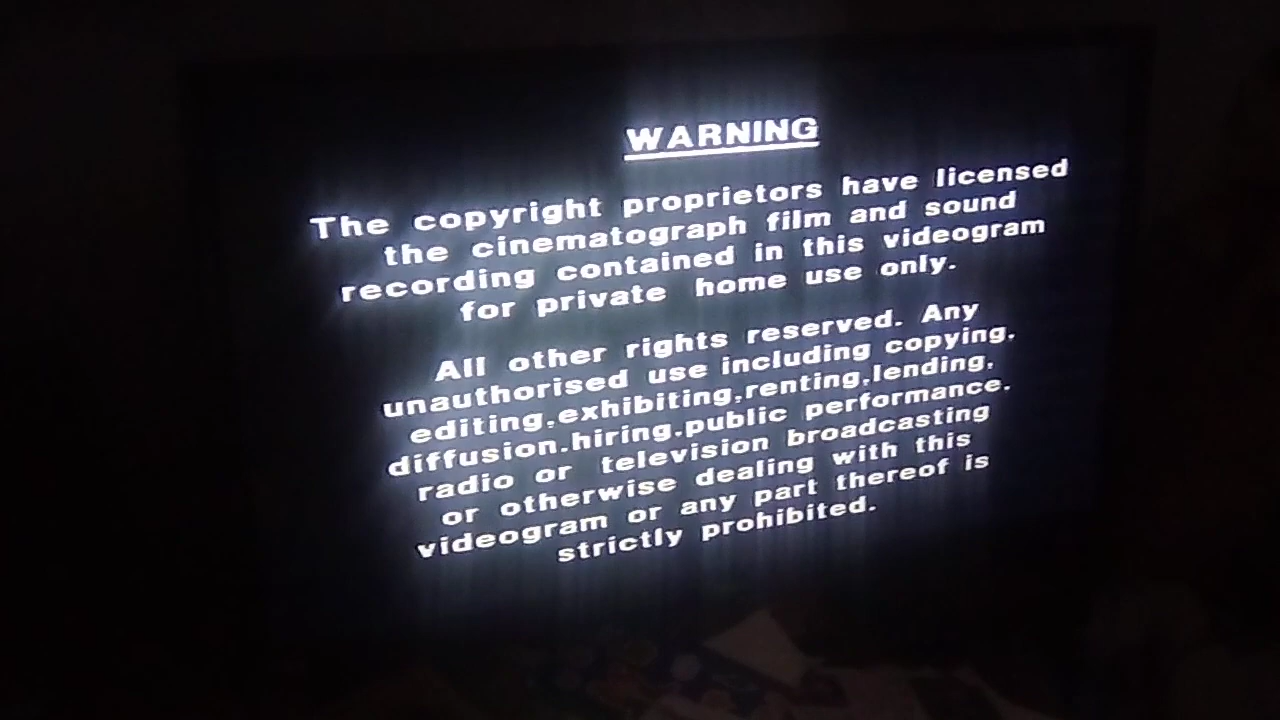 WARNING
The copyright proprietors have licensed
the cinematograph film and sound
recording contained in this videogram
for private home use only.
All other rights reserved. Any
unauthorised use including copying,
editing,exhibiting,renting,lending,
diffusion,hiring,public performance,
radio or television broadcasting
or otherwise dealing with this
videogram or any part thereof is
strictly prohibited.